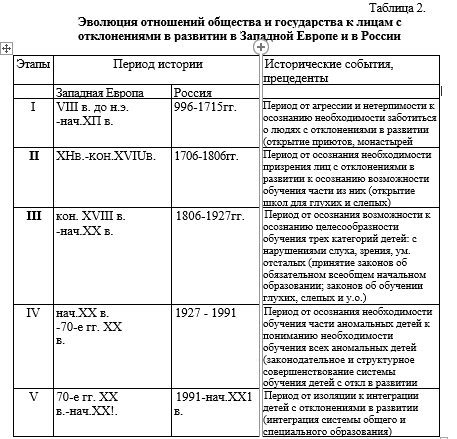 Таблица 2.
Эволюция отношений общества и государства к лицам с
отклонениями в развитии в Западной Европе и в России
Этапы
Период истории
Исторические события,
прецеденты
Западная Европа
Россия
I
VIII в. до н.э.
-нач.ХП в.
996-1715гг.
Период от агрессии и нетерпимости к
осознанию необходимости заботиться
о людях с отклонениями в развитии
(открытие приютов, монастырей
II
ХНв.-кон.XVIUв.
1706-1806гг.
Период от осознания необходимости
призрения лиц с отклонениями в
развитии к осознанию возможности
обучения части из них (открытие
школ для глухих и слепых)
III
кон. XVIII в.
-нач.XX в.
1806-1927гг.
Период от осознания возможности к
осознанию целесообразности
обучения трех категорий детей: с
нарушениями слуха, зрения, ум.
отсталых (принятие законов об
обязательном всеобщем начальном
образовании; законов об обучении
глухих, слепых и у.о.)
IV
нач.XX в.
-70-е гг. XX
в.
1927 - 1991
Период от осознания необходимости
обучения части аномальных детей к
пониманию необходимости
обучения всех аномальных детей
(законодательное и структурное
совершенствование системы
обучения детей с откл в развитии
V
70-е гг. XX
в.-нач.XX!.
1991-нач.XX1
в.
Период от изоляции к интеграции
детей с отклонениями в развитии
(интеграция системы общего и
специального образования)